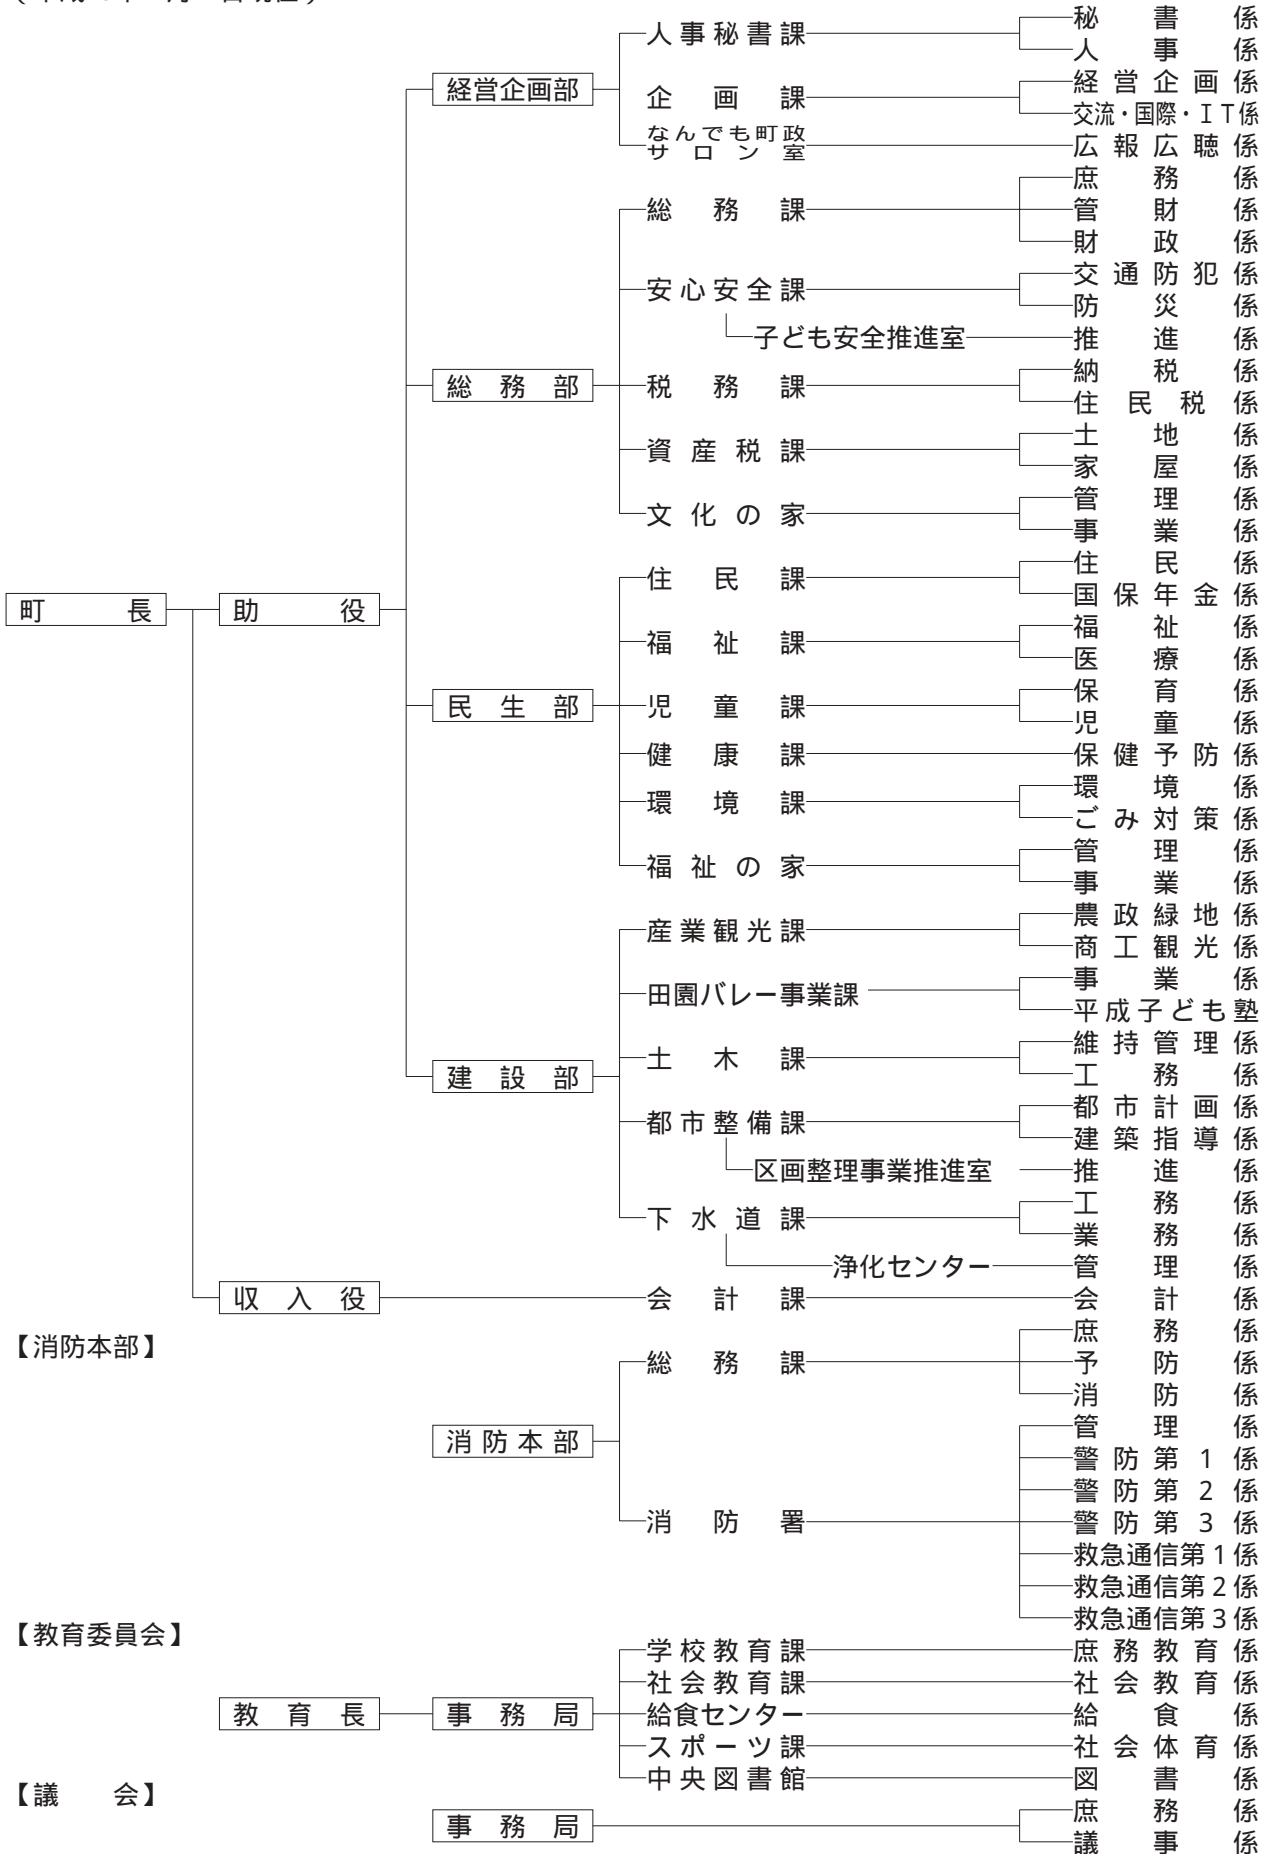 人事秘書課 秘書係
人事係
経営企画部 企画課 経営企画係
交流・国際・ＩＴ係
なんでも町政
サロン室 広報広聴係
総務課 庶務係
管財係
財政係
安心安全課 交通防犯係
防災係
子ども安全推進室 推進係
総務部 税務課 納税係
住民税係
資産税課 土地係
家屋係
文化の家 管理係
事業係
町長 助役 住民課 住民係
国保年金係
福祉課 福祉係
医療係
民生部 児童課 保育係
児童係
健康課 保健予防係
環境課 環境係
ごみ対策係
福祉の家 管理係
事業係
産業観光課 農政緑地係
商工観光係
田園バレー事業課 事業係
平成子ども塾
建設部 土木課 維持管理係
工務係
都市整備課 都市計画係
建築指導係
区画整理事業推進室 推進係
下水道課 工務係
業務係
浄化センター 管理係
収入役 会計課 会計係
【消防本部】
消防本部 総務課 庶務係
予防係
消防係
消防署 管理係
警防第1係
警防第2係
警防第3係
救急通信第1係
救急通信第2係
救急通信第3係
【教育委員会】
学校教育課 庶務教育係
社会教育課 社会教育係
教育長 事務局 給食センター 給食係
スポーツ課 社会体育係
中央図書館 図書係
【議会】
事務局 庶務係
議事係